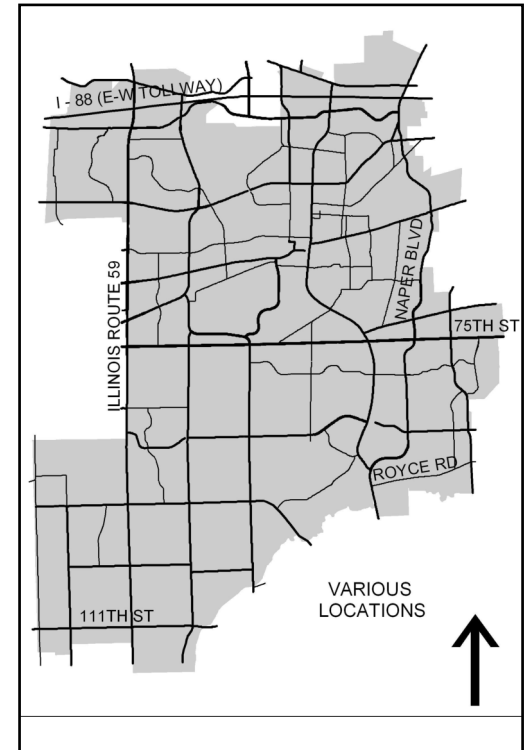 I - 88 (E-W TOLLWAY)
NAPER BLVD
ILLINOIS ROUTE 59
75TH ST
ROYCE RD
VARIOUS
LOCATIONS
111TH ST